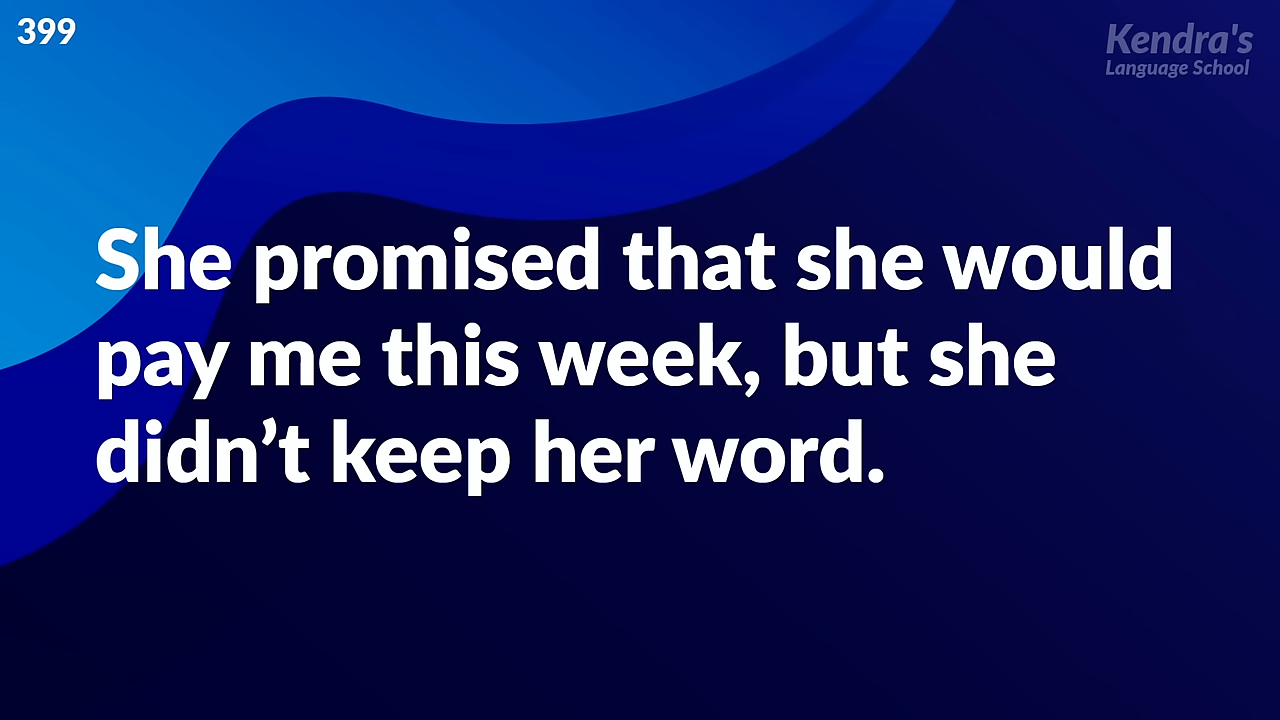 399
Kendra's
Language School
She promised that she would
pay me this week, but she
didn’t keep her word.